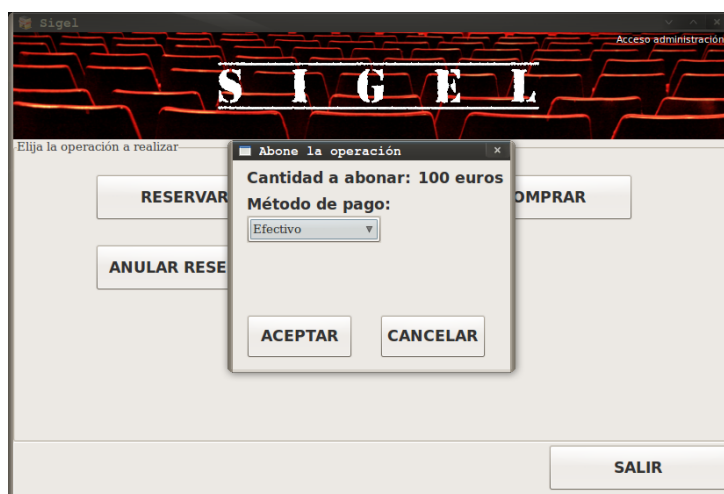 Sigel
Acceso administración
SIGEL
Elija la operación a realizar
Abone la operación
Cantidad a abonar: 100 euros
Método de pago:
Efectivo
RESERVAR
OMPRAR
ANULAR RESE
ACEPTAR
CANCELAR
SALIR